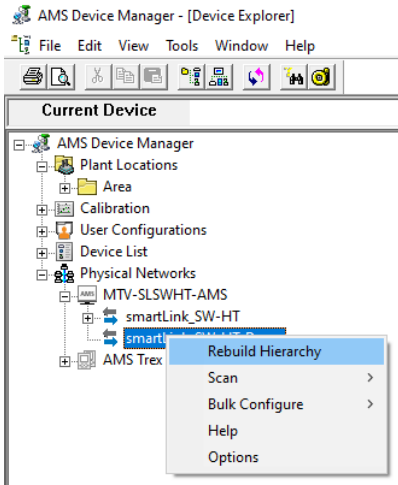 AMS Device Manager - [Device Explorer]
File Edit View Tools Window Help
Current Device
AMS Device Manager
Plant Locations
Area
Calibration
User Configurations
Device List
Physical Networks
AMS MTV-SLSWHT-AMS
smartLink_SW-HT
AMS Trex
Rebuild Hierarchy
Scan
Bulk Configure
Help
Options